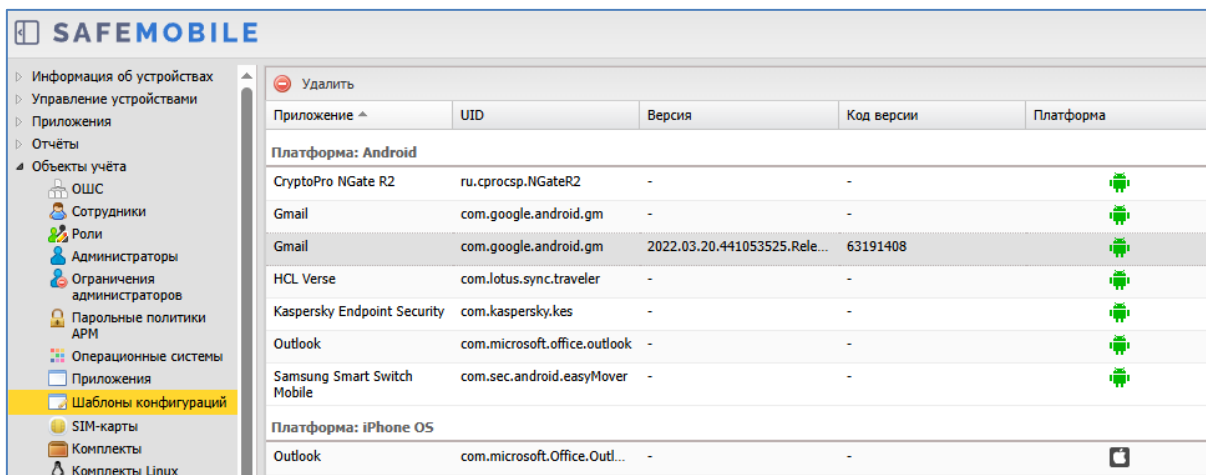 SAFEMOBILE
Информация об устройствах
Управление устройствами
Приложения
Отчёты
Объекты учёта
ОШС
Сотрудники
Роли
Администраторы
Ограничения
администраторов
Парольные политики
АРМ
Операционные системы
Приложения
Шаблоны конфигураций
SIM-карты
Комплекты
Комплекты Linux
Удалить
Приложение UID Версия Код версии Платформа
Платформа: Android
CryptoPro NGate R2 ru.cprocsp.NGateR2 - -
Gmail com.google.android.gm - -
Gmail com.google.android.gm 2022.03.20.441053525.Rele... 63191408
HCL Verse com.lotus.sync.traveler - -
Kaspersky Endpoint Security com.kaspersky.kes - -
Outlook com.microsoft.office.outlook - -
Samsung Smart Switch com.sec.android.easyMover - -
Mobile
Платформа: iPhone OS
Outlook com.microsoft.Office.Outl... - -